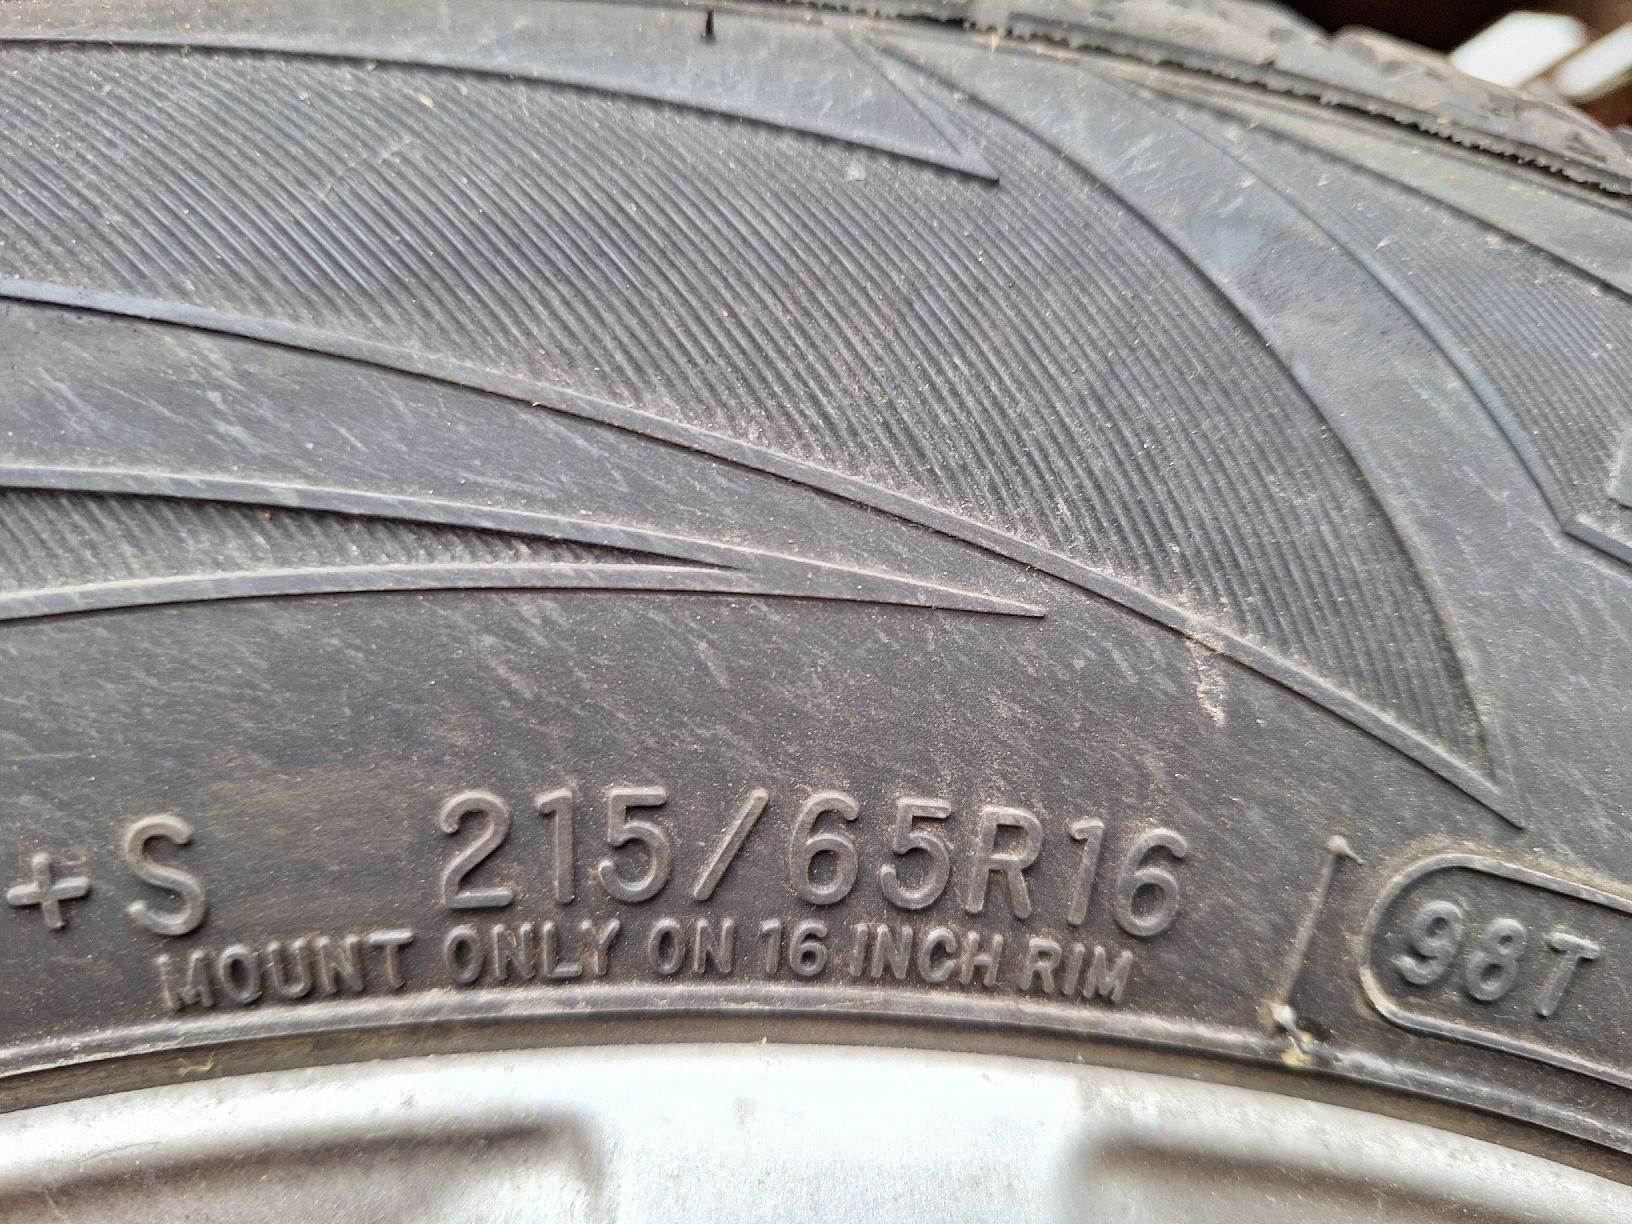 +S 215/65R16 98T
MOUNT ONLY ON 16 INCH RIM